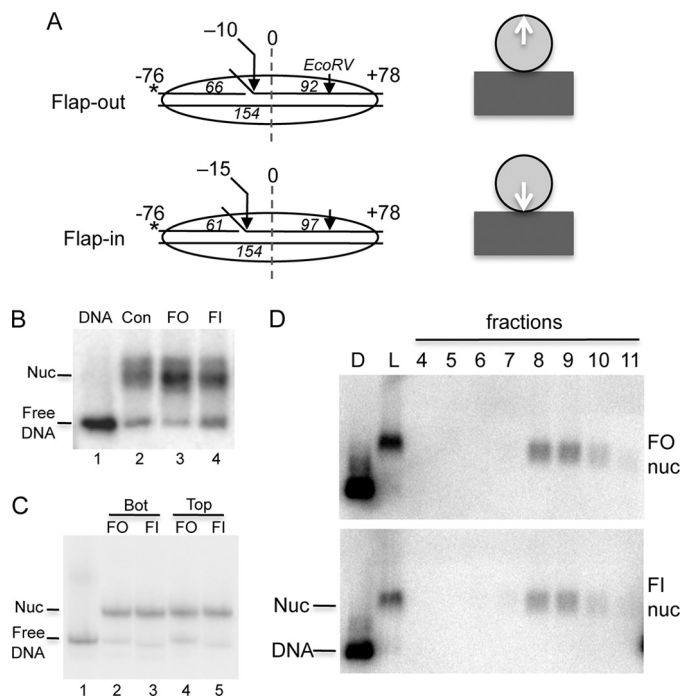 A
–10
0
EcoRV
-76
+78
*
66
92
Flap-out
154
–15
0
-76
+78
*
61
97
Flap-in
154
B
DNA Con FO FI
Nuc
Free
DNA
1 2 3 4
C
Bot Top
FO FI FO FI
Nuc
Free
DNA
1 2 3 4 5
D
fractions
D L 4 5 6 7 8 9 10 11
FO
nuc
FI
nuc
Nuc
DNA